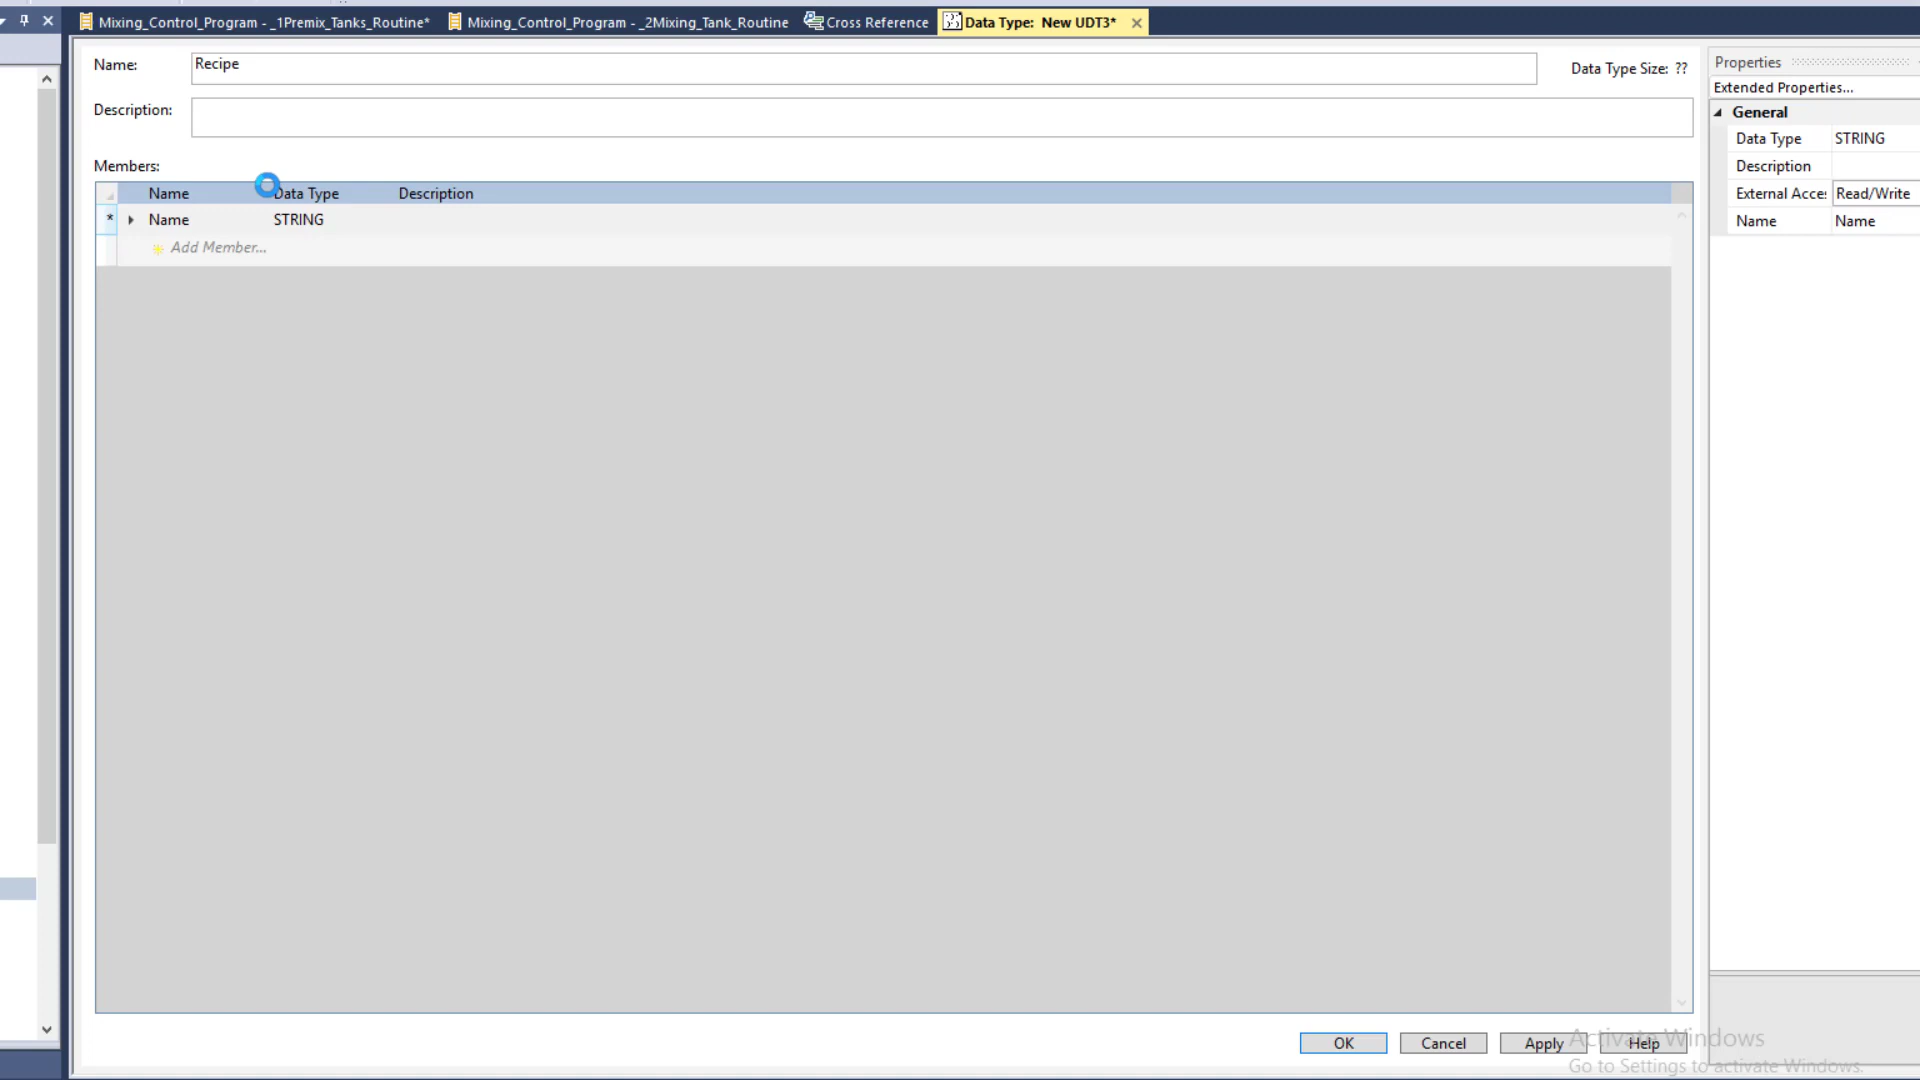 Mixing_Control_Program - _1Premix_Tanks_Routine* Mixing_Control_Program - _2Mixing_Tank_Routine Cross Reference Data Type: New UDT3*
Name: Recipe Data Type Size: ??
Description:
Members:
Name Data Type Description
* Name STRING
Add Member...
Properties
Extended Properties...
General
Data Type STRING
Description
External Acce: Read/Write
Name Name
OK Cancel Apply Help
Activate Windows
Go to Settings to activate Windows.